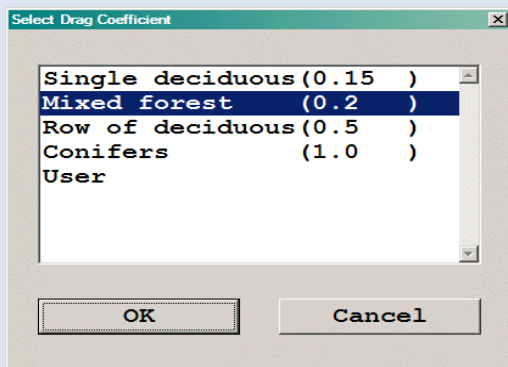 Select Drag Coefficient
Single deciduous(0.15  )
Mixed forest    (0.2   )
Row of deciduous(0.5   )
Conifers        (1.0   )
User
OK Cancel